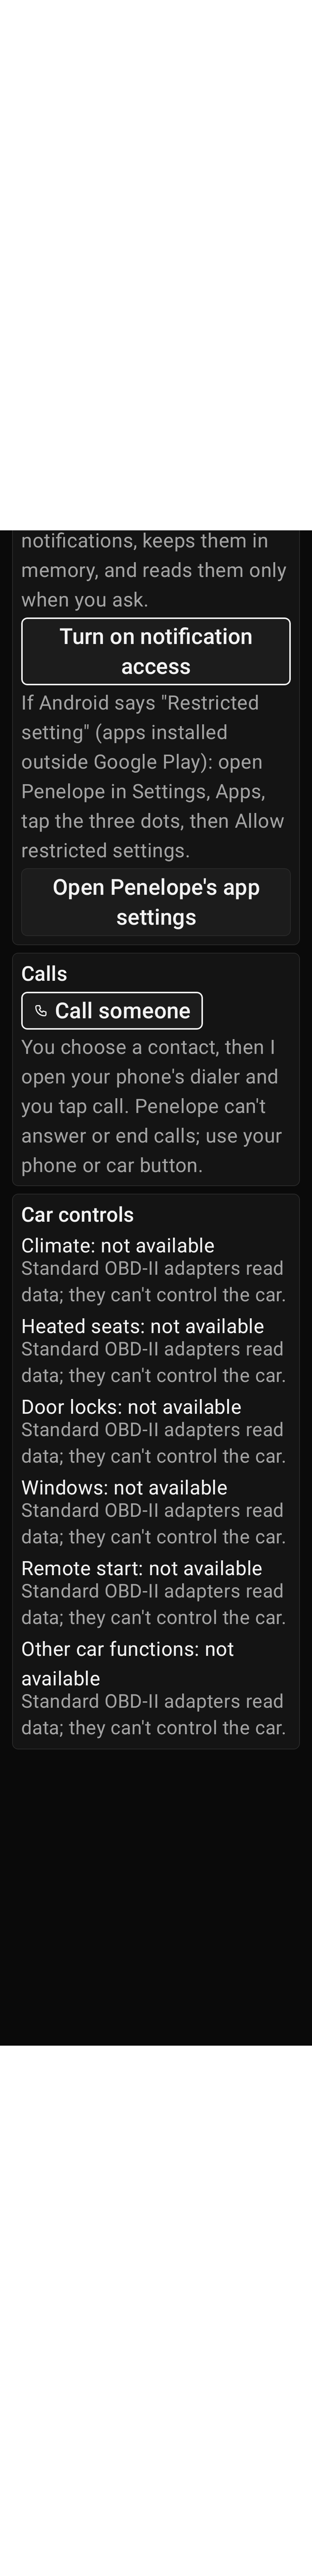 notifications, keeps them in
memory, and reads them only
when you ask.
Turn on notification
access
If Android says "Restricted
setting" (apps installed
outside Google Play): open
Penelope in Settings, Apps,
tap the three dots, then Allow
restricted settings.
Open Penelope's app
settings
Calls
Call someone
You choose a contact, then I
open your phone's dialer and
you tap call. Penelope can't
answer or end calls; use your
phone or car button.
Car controls
Climate: not available
Standard OBD-II adapters read
data; they can't control the car.
Heated seats: not available
Standard OBD-II adapters read
data; they can't control the car.
Door locks: not available
Standard OBD-II adapters read
data; they can't control the car.
Windows: not available
Standard OBD-II adapters read
data; they can't control the car.
Remote start: not available
Standard OBD-II adapters read
data; they can't control the car.
Other car functions: not
available
Standard OBD-II adapters read
data; they can't control the car.